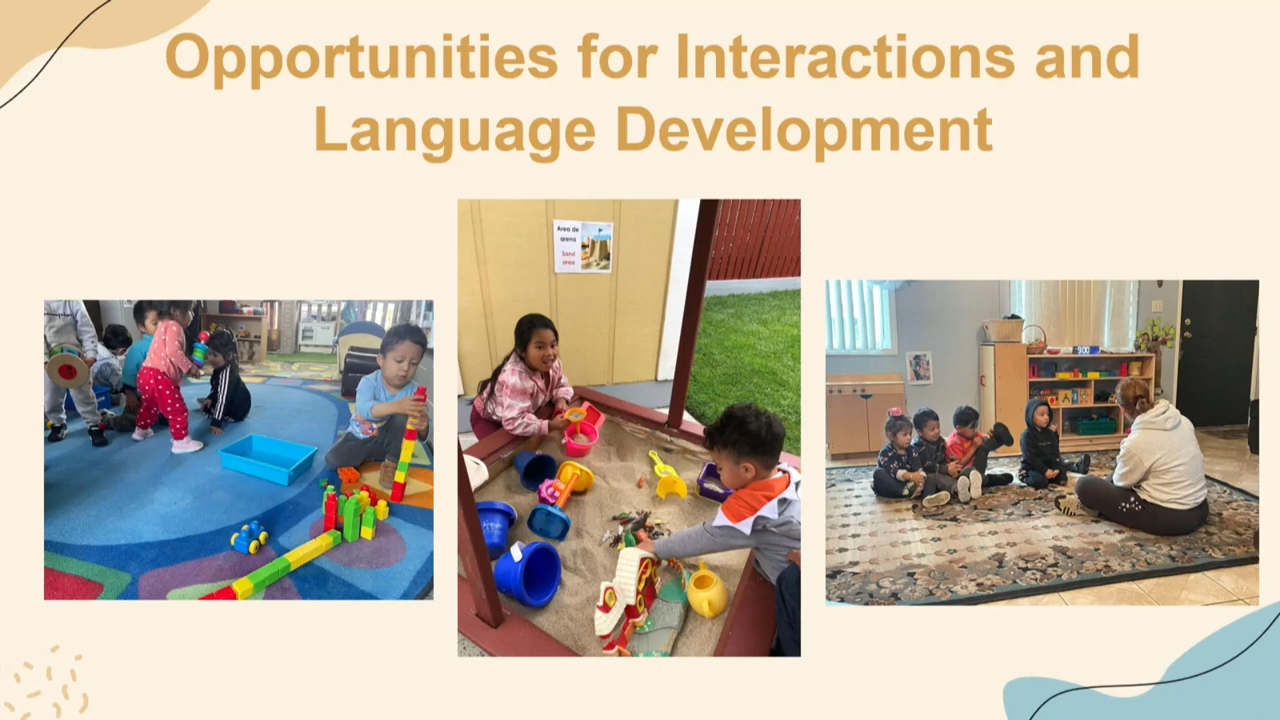 Opportunities for Interactions and
Language Development
Area de
arena
Sand
area